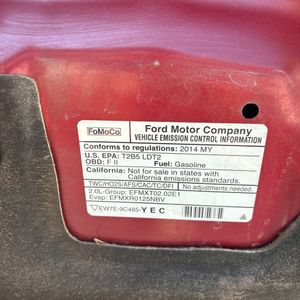 FoMoCo
Ford Motor Company
VEHICLE EMISSION CONTROL INFORMATION
Conforms to regulations: 2014 MY
U.S. EPA: T2B5 LDT2
OBD: F II Fuel: Gasoline
California: Not for sale in states with
California emissions standards.
TWC/HO2S/AFS/CAC/TC/DFI
No adjustments needed.
2.0L-Group: EFMXT02.02E1
Evap: EFMXR0125NBV
EW7E-9C485-YEC